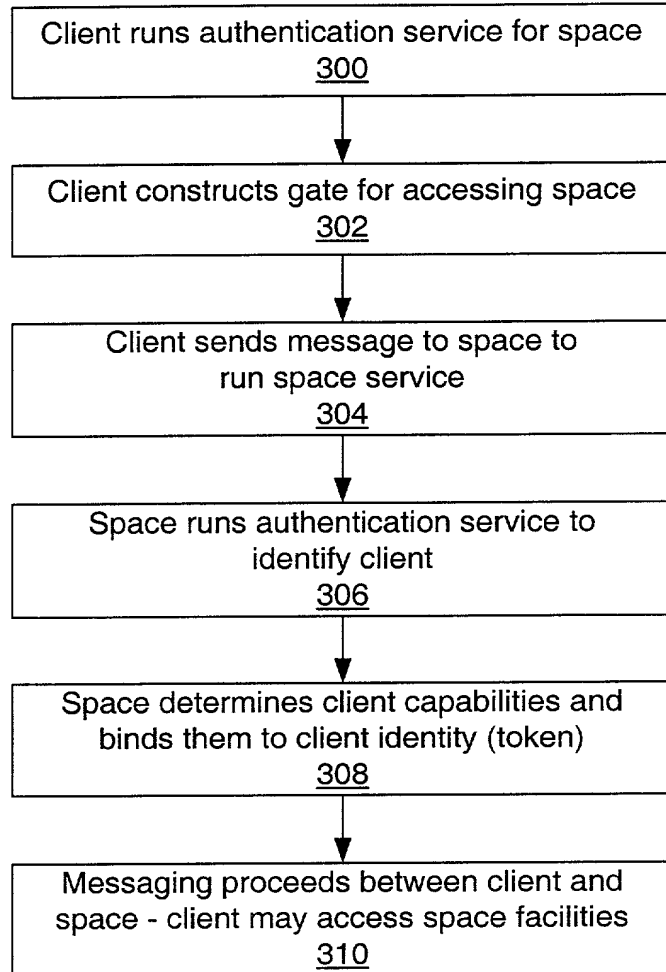 Client runs authentication service for space
300
Client constructs gate for accessing space
302
Client sends message to space to
run space service
304
Space runs authentication service to
identify client
306
Space determines client capabilities and
binds them to client identity (token)
308
Messaging proceeds between client and
space - client may access space facilities
310